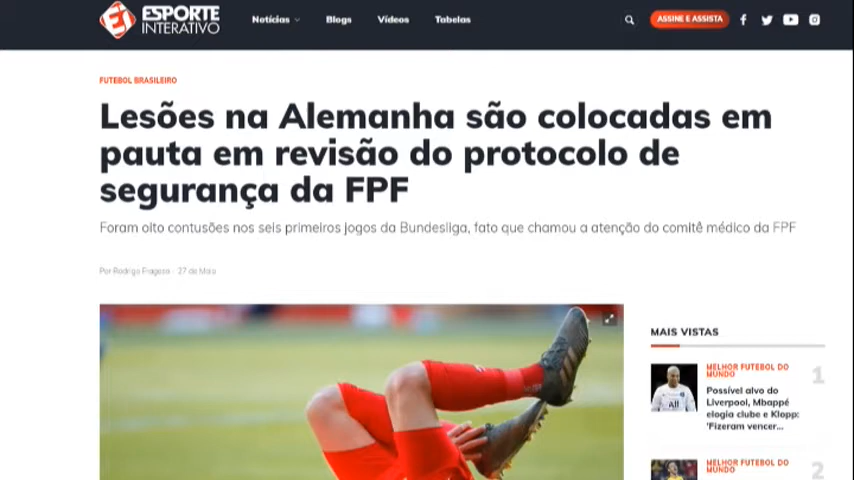 ESPORTE
INTERATIVO
Notícias
Blogs
Vídeos
Tabelas
ASSINE E ASSISTA
FUTEBOL BRASILEIRO
Lesões na Alemanha são colocadas em
pauta em revisão do protocolo de
segurança da FPF
Foram oito contusões nos seis primeiros jogos da Bundesliga, fato que chamou a atenção do comitê médico da FPF
Por Rodrigo Fragoso - 27 de Maio
MAIS VISTAS
MELHOR FUTEBOL DO
MUNDO
1
Possível alvo do
Liverpool, Mbappé
elogia clube e Klopp:
'Fizeram vencer...
MELHOR FUTEBOL DO
MUNDO
2